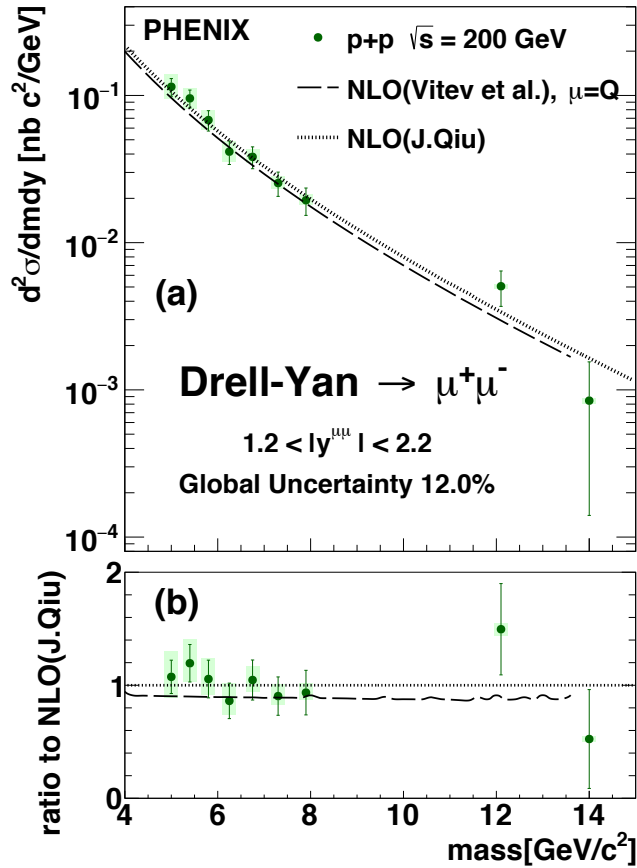 PHENIX
p+p √s = 200 GeV
NLO(Vitev et al.), μ=Q
NLO(J.Qiu)
d²σ/dmdy [nb c²/GeV]
10⁻¹
10⁻²
10⁻³
10⁻⁴
(a)
Drell-Yan → μ⁺μ⁻
1.2 < |y^μμ| < 2.2
Global Uncertainty 12.0%
ratio to NLO(J.Qiu)
2
1
0
(b)
4 6 8 10 12 14
mass[GeV/c²]